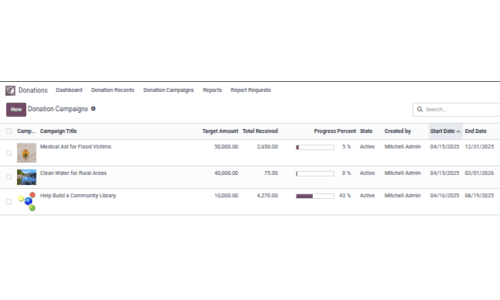 Donations Dashboard Donation Records Donation Campaigns Reports Report Requests
New Donation Campaigns Search...
Camp... Campaign Title Target Amount Total Received Progress Percent State Created by Start Date End Date
Medical Aid for Flood Victims 50,000.00 2,650.00 5 % Active Mitchell Admin 04/15/2025 12/31/2025
Clean Water for Rural Areas 40,000.00 75.00 0 % Active Mitchell Admin 04/15/2025 02/01/2026
Help Build a Community Library 10,000.00 4,270.00 43 % Active Mitchell Admin 04/16/2025 08/19/2025